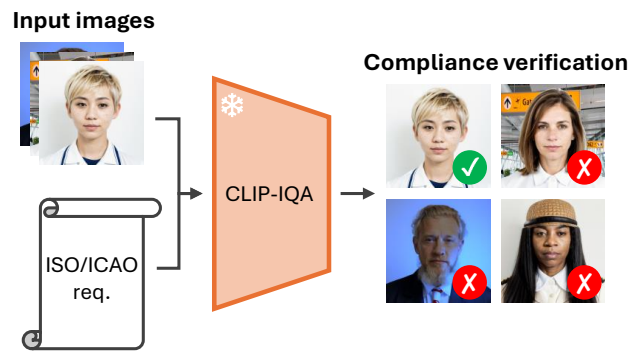 Input images
Compliance verification
CLIP-IQA
ISO/ICAO
req.